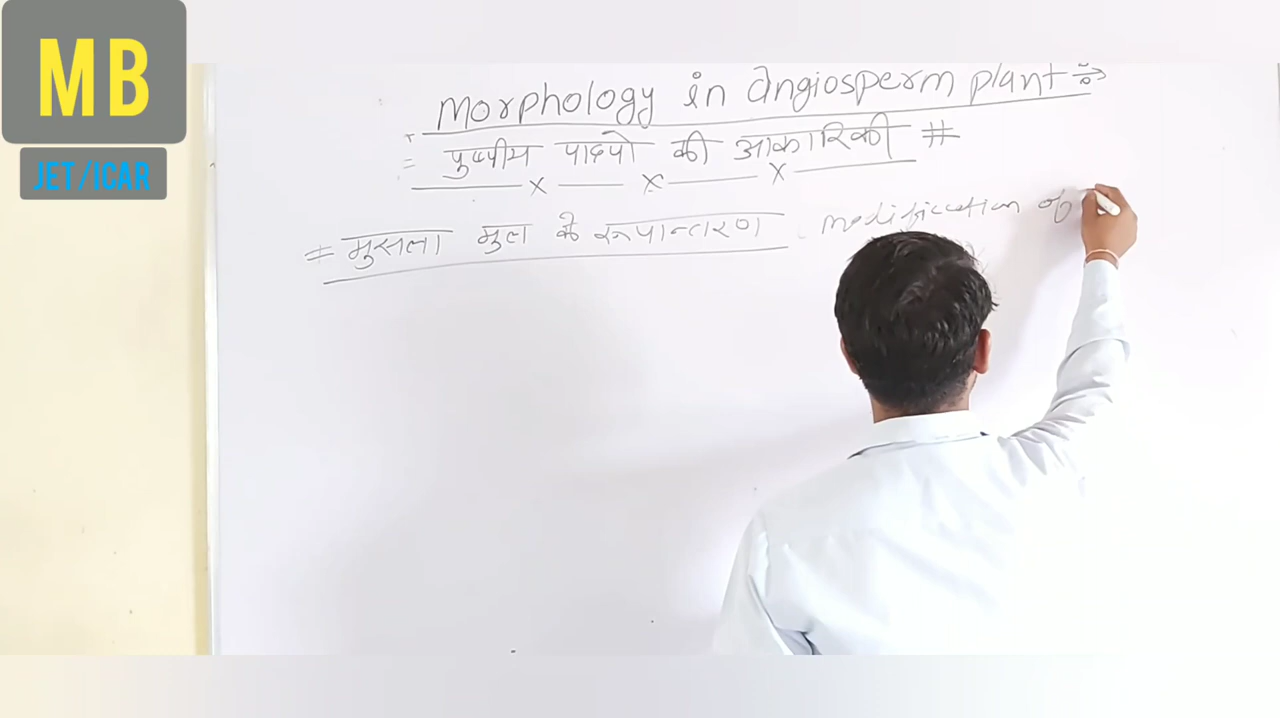 MB
JET/ICAR
Morphology in angiosperm plant
= पुष्पीय पादपो की आकारिकी #
x x x
= मुसला मुल के रूपान्तरण modification of